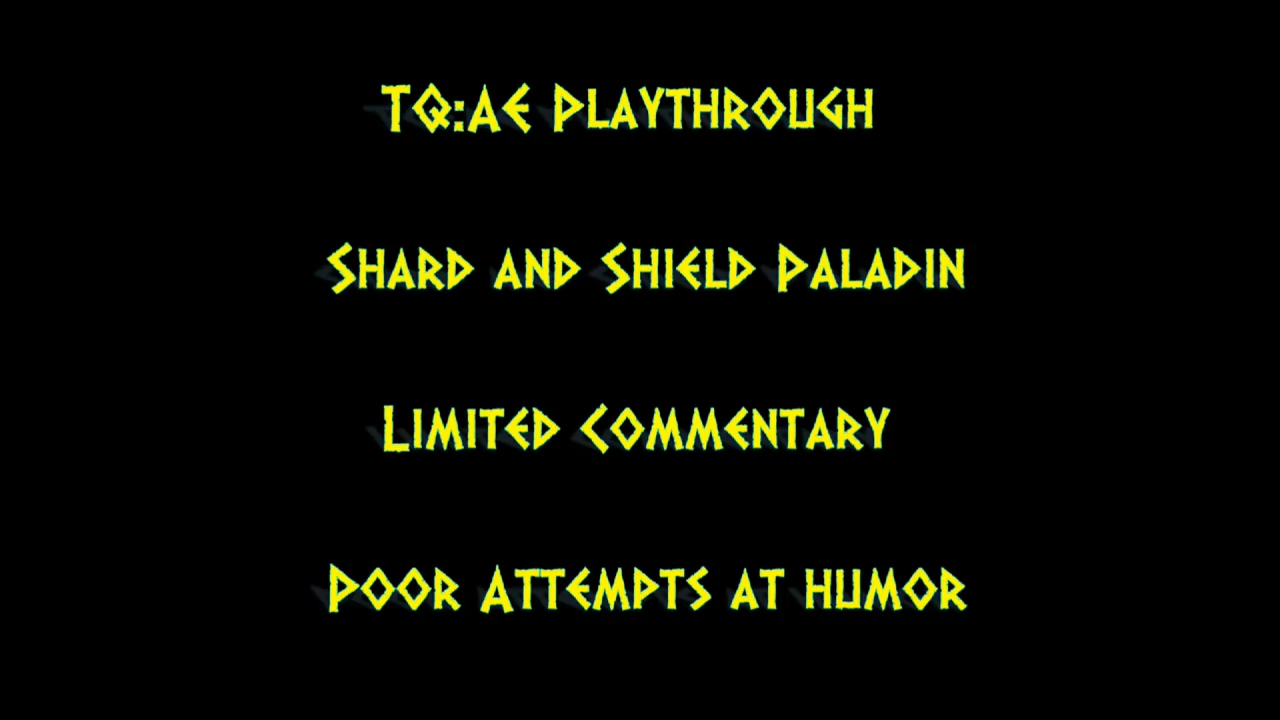 TQ:AE Playthrough
Shard and Shield Paladin
Limited Commentary
Poor Attempts at humor